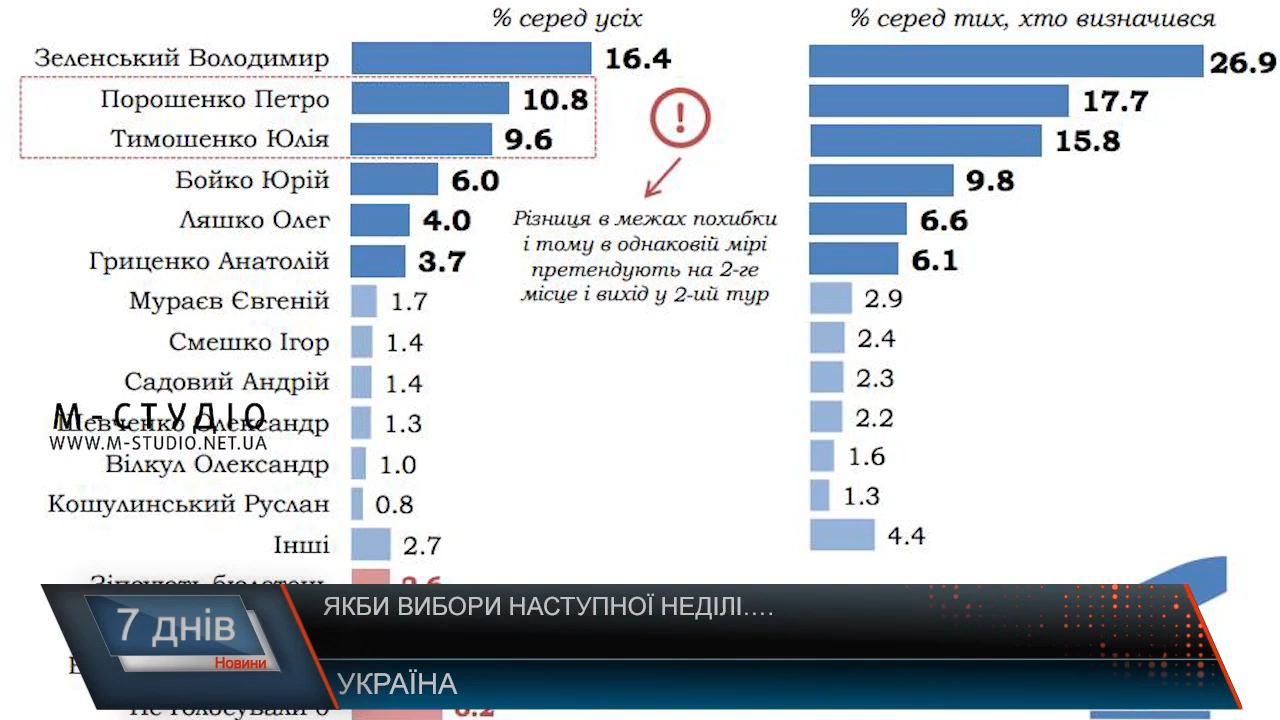 % серед усіх
% серед тих, хто визначився
Зеленський Володимир 16.4 26.9
Порошенко Петро 10.8 17.7
Тимошенко Юлія 9.6 15.8
!
Бойко Юрій 6.0 9.8
Ляшко Олег 4.0 6.6
Гриценко Анатолій 3.7 6.1
Різниця в межах похибки
і тому в однаковій мірі
претендують на 2-ге
місце і вихід у 2-ий тур
Мураєв Євгеній 1.7 2.9
Смешко Ігор 1.4 2.4
Садовий Андрій 1.4 2.3
М-СТУДІО
Шевченко Олександр 1.3 2.2
WWW.M-STUDIO.NET.UA
Вілкул Олександр 1.0 1.6
Кошулинський Руслан 0.8 1.3
Інші 2.7 4.4
Зіпсують бюлетень 2.6
ЯКБИ ВИБОРИ НАСТУПНОЇ НЕДІЛІ....
7 днів
Новини
УКРАЇНА